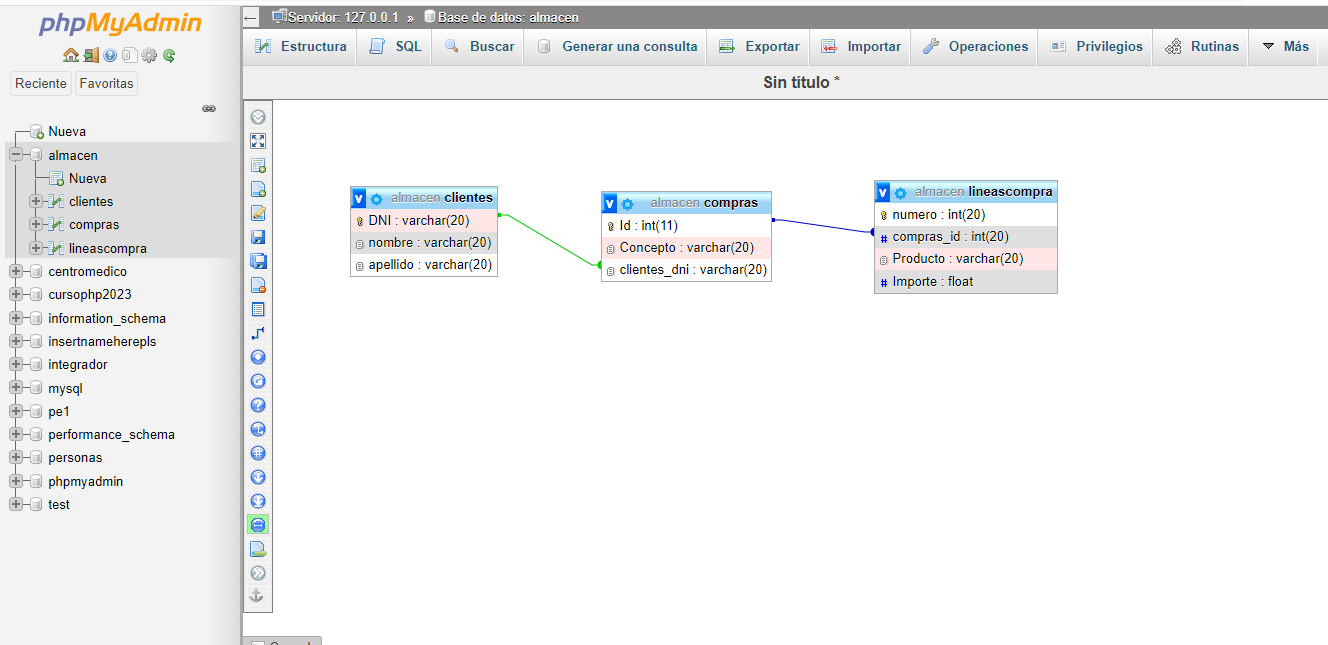 phpMyAdmin
Reciente Favoritas
Nueva
almacen
Nueva
clientes
compras
lineascompra
centromedico
cursophp2023
information_schema
insertnameherepls
integrador
mysql
pe1
performance_schema
personas
phpmyadmin
test
Servidor: 127.0.0.1 » Base de datos: almacen
Estructura SQL Buscar Generar una consulta Exportar Importar Operaciones Privilegios Rutinas Más
Sin título *
v almacen clientes
DNI : varchar(20)
nombre : varchar(20)
apellido : varchar(20)
v almacen compras
Id : int(11)
Concepto : varchar(20)
clientes_dni : varchar(20)
v almacen lineascompra
numero : int(20)
# compras_id : int(20)
Producto : varchar(20)
# Importe : float